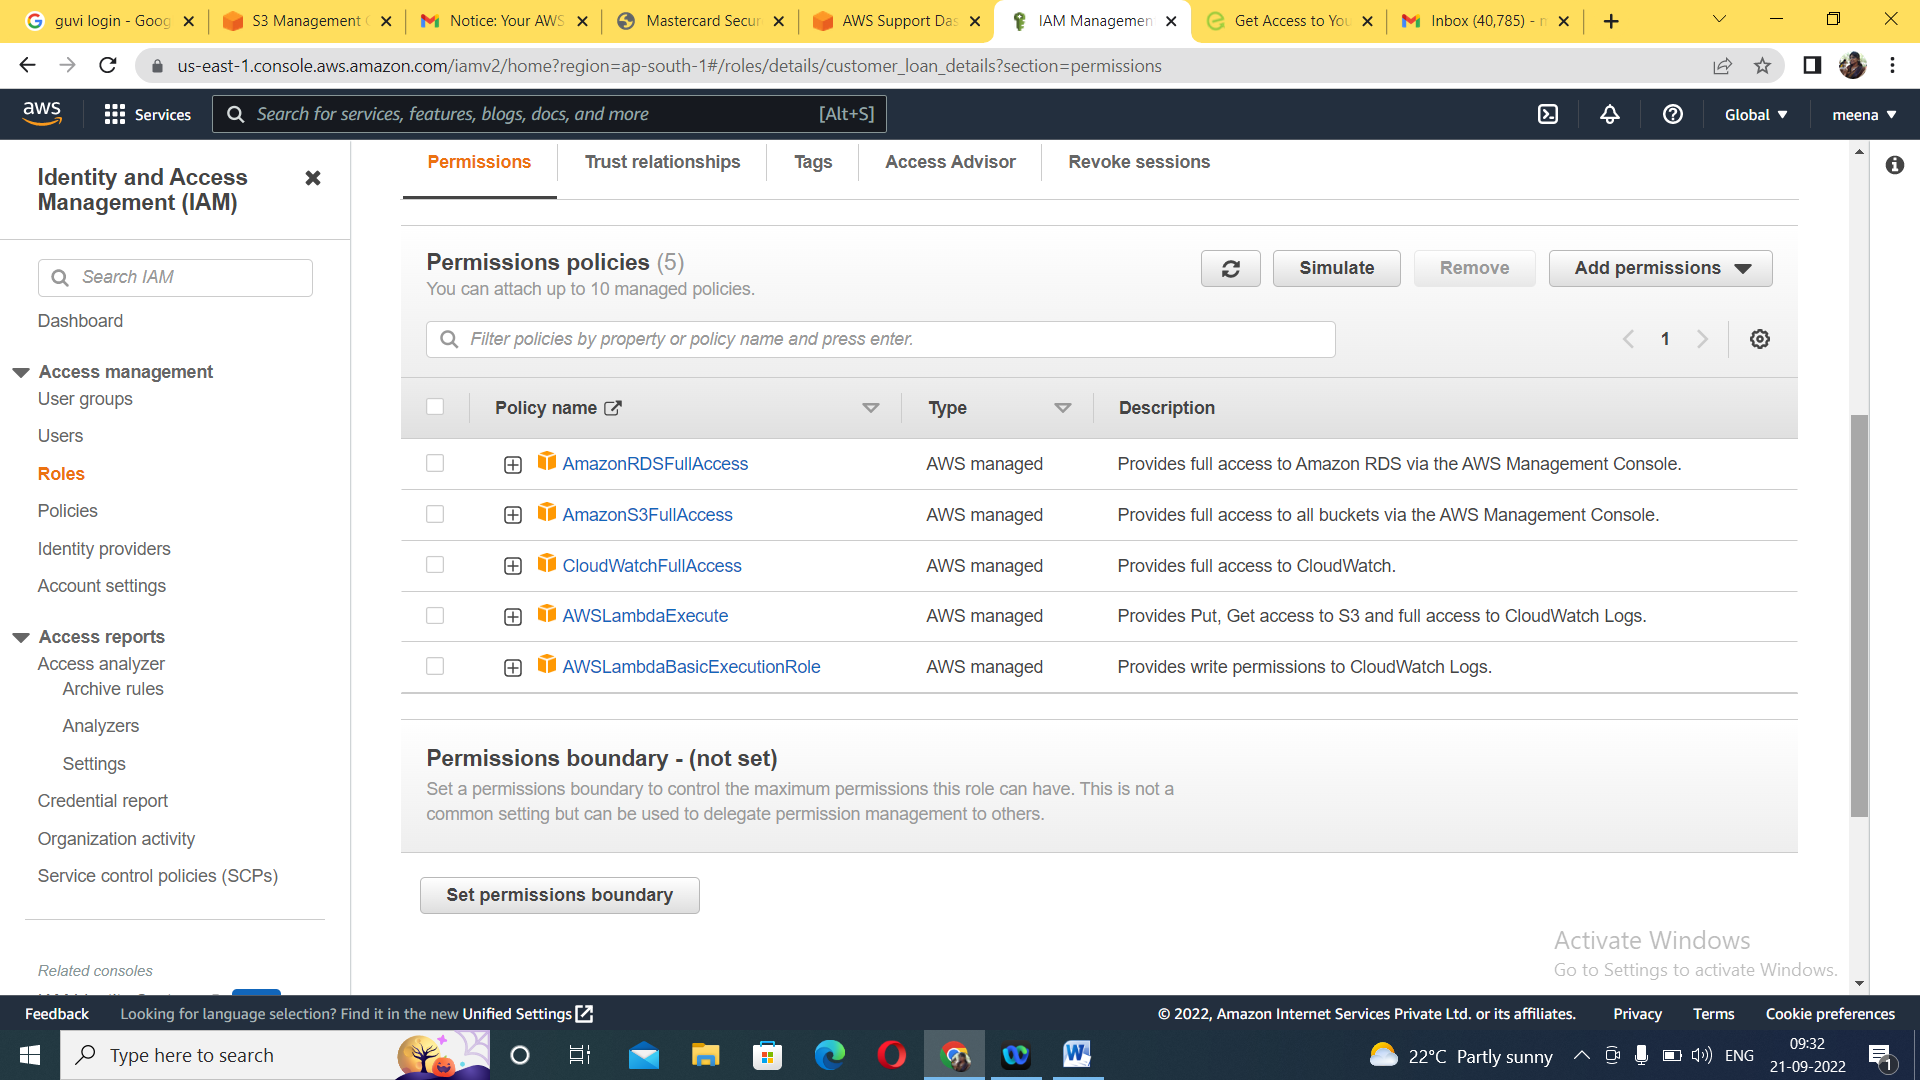 guvi login - Goog
S3 Management C
Notice: Your AWS
Mastercard Secur
AWS Support Das
IAM Managemen
Get Access to You
Inbox (40,785) - m
us-east-1.console.aws.amazon.com/iamv2/home?region=ap-south-1#/roles/details/customer_loan_details?section=permissions
aws
Services
Search for services, features, blogs, docs, and more
[Alt+S]
Global
meena
Identity and Access
Management (IAM)
Search IAM
Dashboard
Access management
User groups
Users
Roles
Policies
Identity providers
Account settings
Access reports
Access analyzer
Archive rules
Analyzers
Settings
Credential report
Organization activity
Service control policies (SCPs)
Related consoles
Permissions
Trust relationships
Tags
Access Advisor
Revoke sessions
Permissions policies (5)
You can attach up to 10 managed policies.
Simulate
Remove
Add permissions
Filter policies by property or policy name and press enter.
1
Policy name
Type
Description
AmazonRDSFullAccess AWS managed Provides full access to Amazon RDS via the AWS Management Console.
AmazonS3FullAccess AWS managed Provides full access to all buckets via the AWS Management Console.
CloudWatchFullAccess AWS managed Provides full access to CloudWatch.
AWSLambdaExecute AWS managed Provides Put, Get access to S3 and full access to CloudWatch Logs.
AWSLambdaBasicExecutionRole AWS managed Provides write permissions to CloudWatch Logs.
Permissions boundary - (not set)
Set a permissions boundary to control the maximum permissions this role can have. This is not a
common setting but can be used to delegate permission management to others.
Set permissions boundary
Activate Windows
Go to Settings to activate Windows.
Feedback
Looking for language selection? Find it in the new Unified Settings
© 2022, Amazon Internet Services Private Ltd. or its affiliates.
Privacy
Terms
Cookie preferences
Type here to search
22°C Partly sunny
ENG
09:32
21-09-2022
1